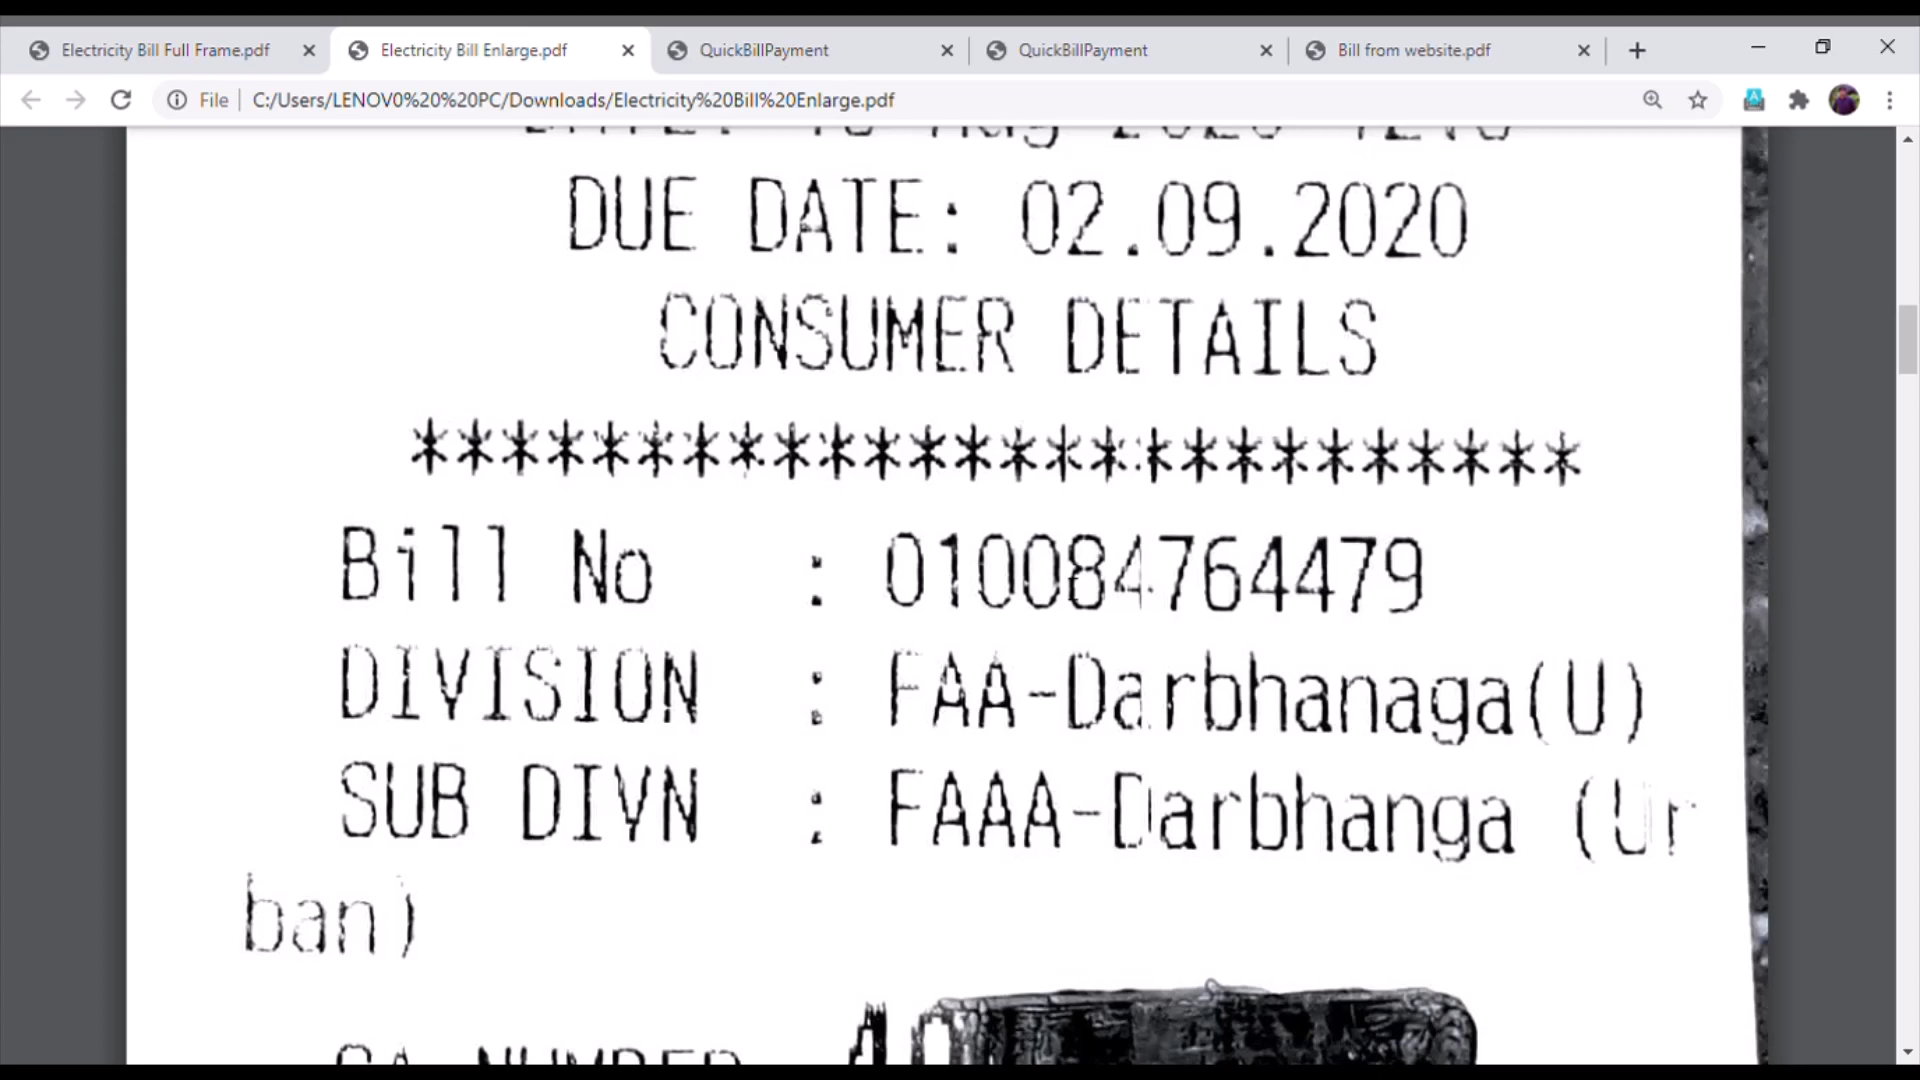 Electricity Bill Full Frame.pdf
Electricity Bill Enlarge.pdf
QuickBillPayment
QuickBillPayment
Bill from website.pdf
File
C:/Users/LENOV0%20%20PC/Downloads/Electricity%20Bill%20Enlarge.pdf
DUE DATE: 02.09.2020
CONSUMER DETAILS
**************************
Bill No : 010084764479
DIVISION : FAA-Darbhanaga(U)
SUB DIVN : FAAA-Darbhanga (Ur
ban)
CA NUMBER